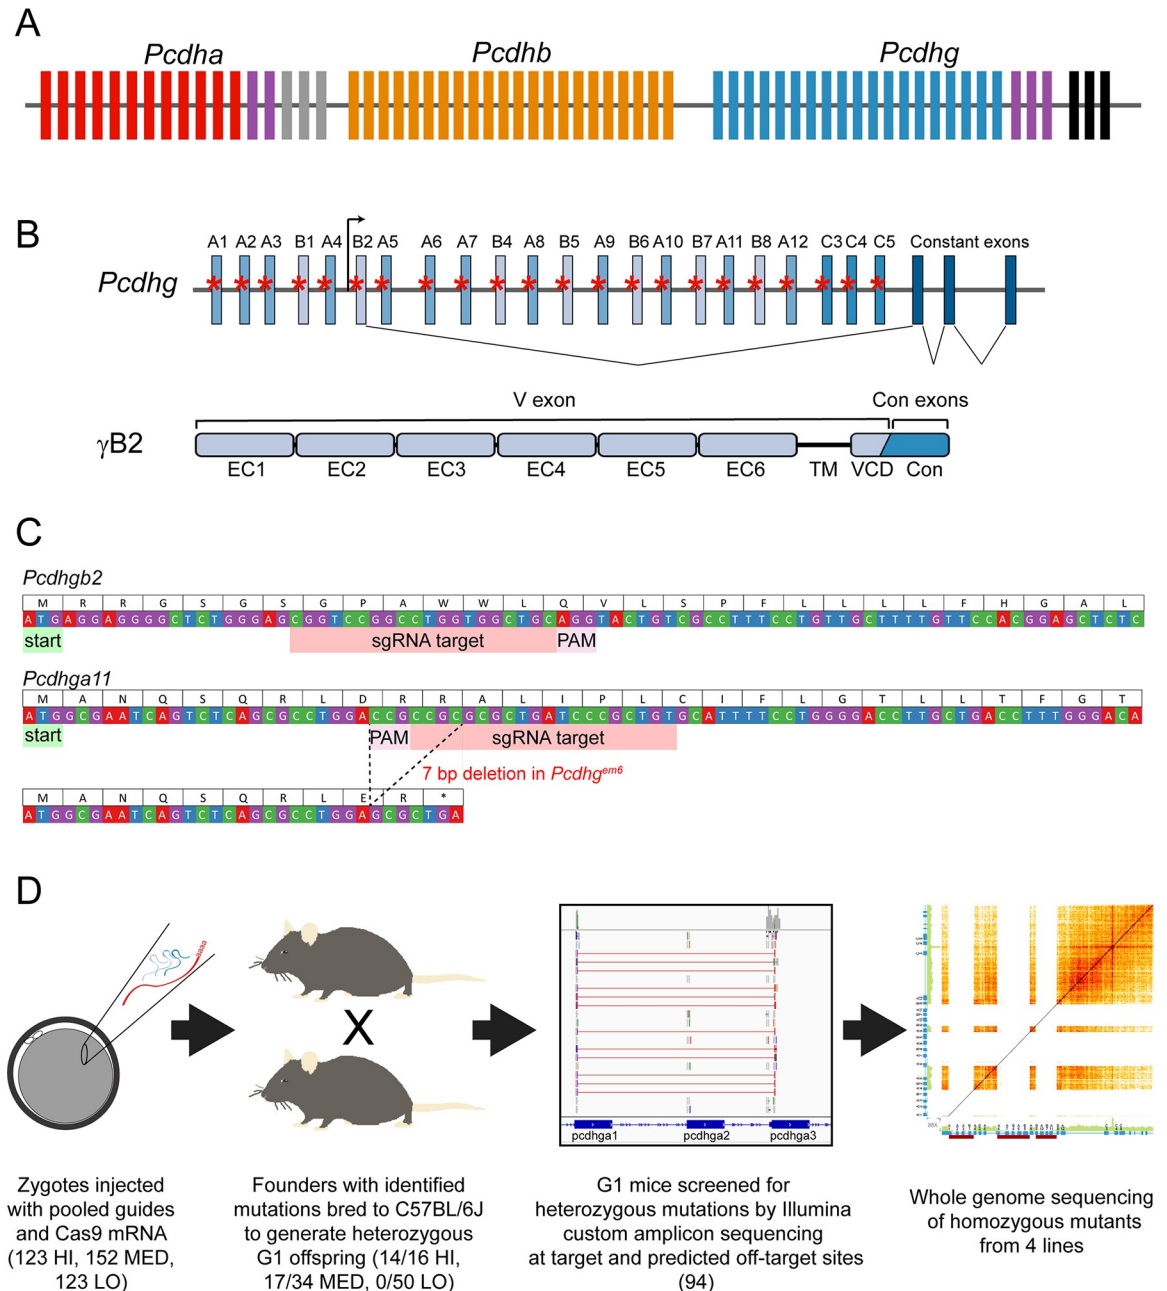 A
Pcdha Pcdhb Pcdhg
B
A1 A2 A3 B1 A4 B2 A5 A6 A7 B4 A8 B5 A9 B6 A10 B7 A11 B8 A12 C3 C4 C5 Constant exons
Pcdhg
* * * * * * * * * * * * * * * * * * * * * *
V exon Con exons
γB2
EC1 EC2 EC3 EC4 EC5 EC6 TM VCD Con
C
Pcdhgb2
M R R G S G S G P A W W L Q V L S P F L L L L F H G A L
ATGAGGAGGGGCTCTGGGAGCGGTCCGGCCTGGTGGCTGCAGGTACTGTCGCCTTTCCTGTTGCTTTTGTTCCACGGAGCTCTC
start sgRNA target PAM
Pcdhga11
M A N Q S Q R L D R R A L I P L C I F L G T L L T F G T
ATGGCGAATCAGTCTCAGCGCCTGGACCGCCGCGCGCTGATCCCGCTGTGCATTTTCCTGGGGACCTTGCTGACCTTTGGGACA
start PAM sgRNA target
7 bp deletion in Pcdhg^em6
M A N Q S Q R L E R *
ATGGCGAATCAGTCTCAGCGCCTGGAGCGCTGA
D
aaaa
X
pcdhga1 pcdhga2 pcdhga3
Zygotes injected
with pooled guides
and Cas9 mRNA
(123 HI, 152 MED,
123 LO)
Founders with identified
mutations bred to C57BL/6J
to generate heterozygous
G1 offspring (14/16 HI,
17/34 MED, 0/50 LO)
G1 mice screened for
heterozygous mutations by Illumina
custom amplicon sequencing
at target and predicted off-target sites
(94)
Whole genome sequencing
of homozygous mutants
from 4 lines